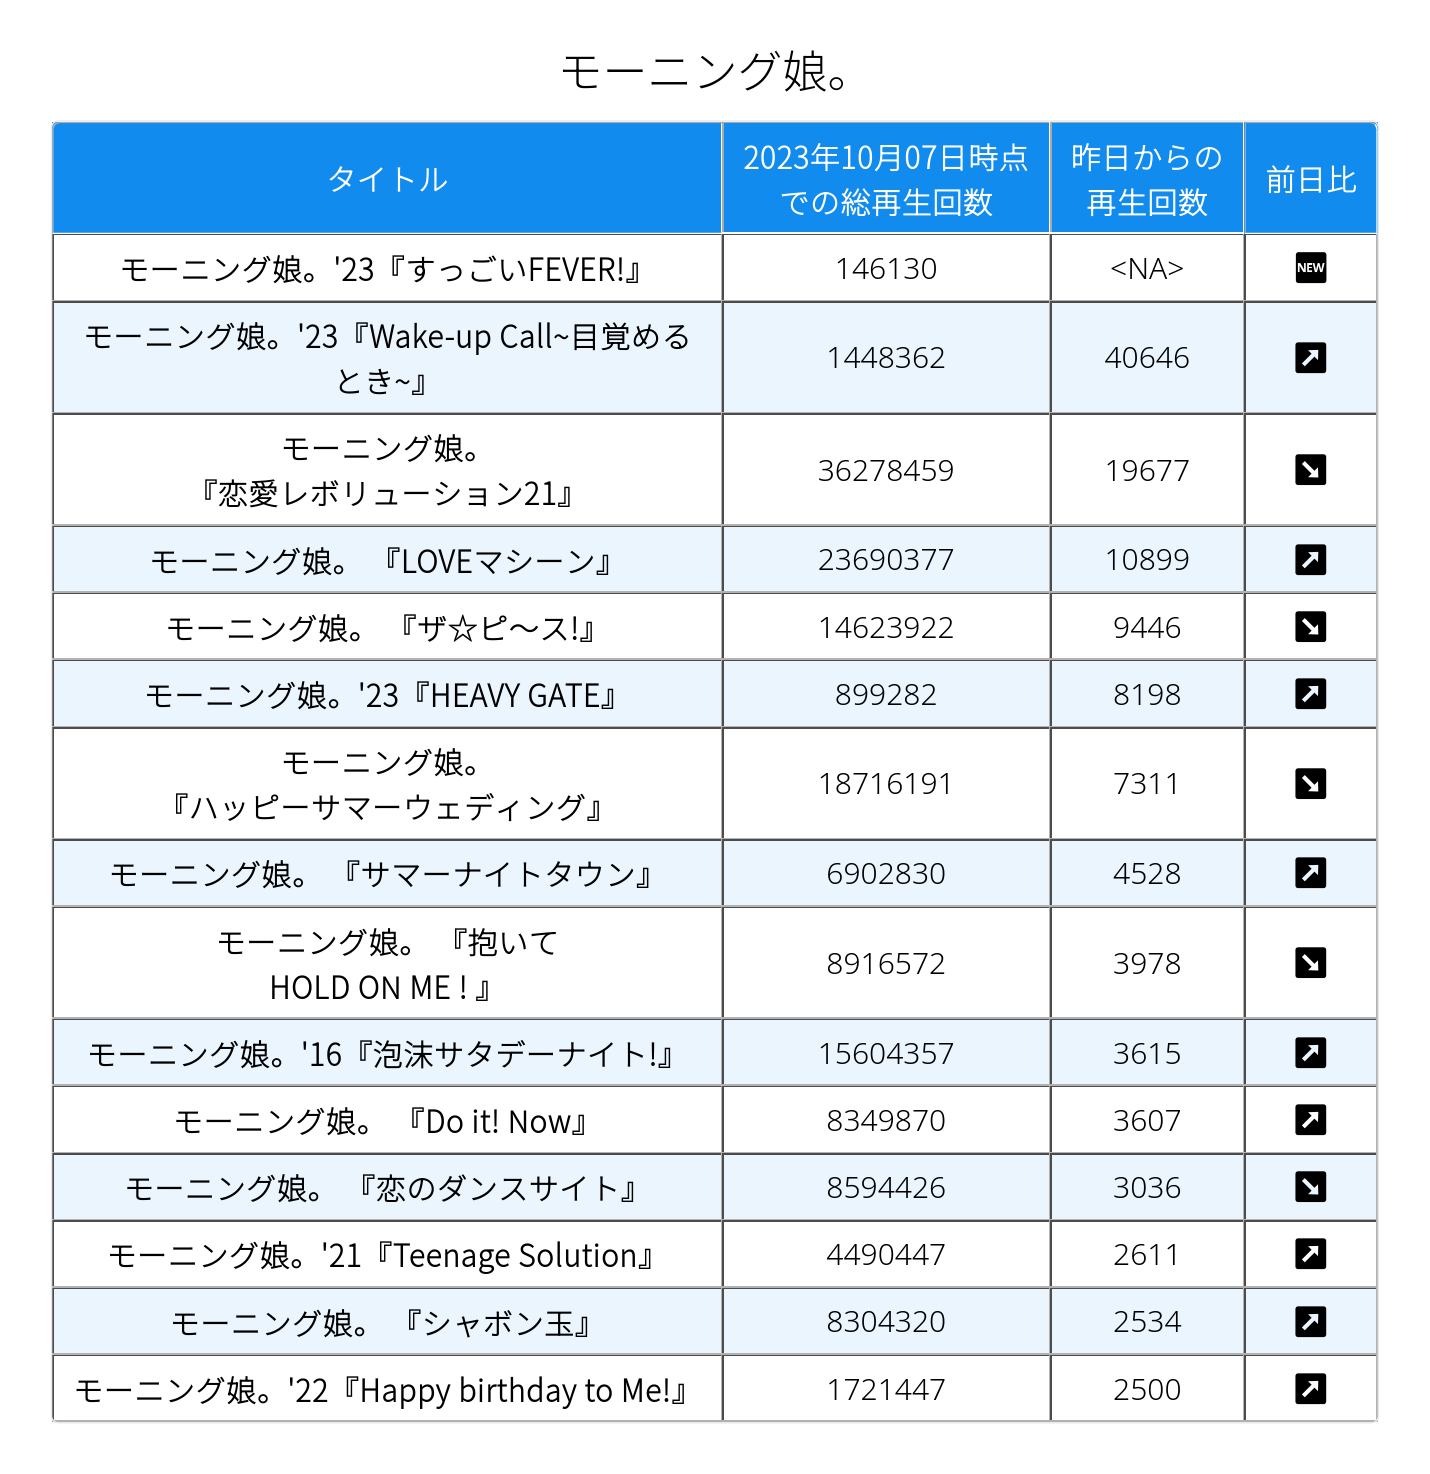 モーニング娘。
タイトル
2023年10月07日時点
での総再生回数
昨日からの
再生回数
前日比
モーニング娘。'23『すっごいFEVER!』 146130 <NA> NEW
モーニング娘。'23『Wake-up Call~目覚める
とき~』 1448362 40646
モーニング娘。
『恋愛レボリューション21』 36278459 19677
モーニング娘。 『LOVEマシーン』 23690377 10899
モーニング娘。 『ザ☆ピ〜ス!』 14623922 9446
モーニング娘。'23『HEAVY GATE』 899282 8198
モーニング娘。
『ハッピーサマーウェディング』 18716191 7311
モーニング娘。 『サマーナイトタウン』 6902830 4528
モーニング娘。 『抱いて
HOLD ON ME ! 』 8916572 3978
モーニング娘。'16『泡沫サタデーナイト!』 15604357 3615
モーニング娘。 『Do it! Now』 8349870 3607
モーニング娘。 『恋のダンスサイト』 8594426 3036
モーニング娘。'21『Teenage Solution』 4490447 2611
モーニング娘。 『シャボン玉』 8304320 2534
モーニング娘。'22『Happy birthday to Me!』 1721447 2500